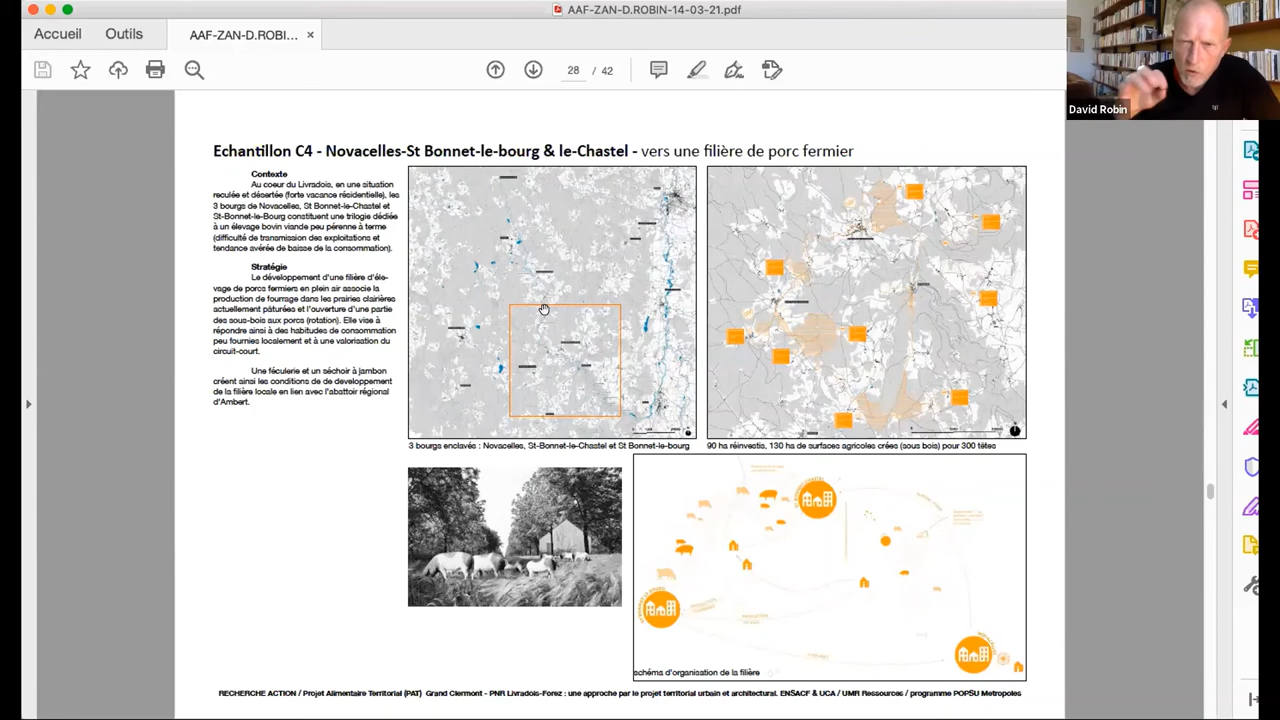 AAF-ZAN-D.ROBIN-14-03-21.pdf
Accueil
Outils
AAF-ZAN-D.ROBI... ×
28 / 42
David Robin
Echantillon C4 - Novacelles-St Bonnet-le-bourg & le-Chastel - vers une filière de porc fermier
Contexte
Au coeur du Livradois, en une situation
reculée et désertée (forte vacance résidentielle), les
3 bourgs de Novacelles, St Bonnet-le-Chastel et
St-Bonnet-le-Bourg constituent une trilogie dédiée
à un élevage bovin viande peu pérenne à terme
(difficulté de transmission des exploitations et
tendance avérée de baisse de la consommation).
Stratégie
Le développement d'une filière d'éle-
vage de porcs fermiers en plein air associe la
production de fourrage dans les prairies clairières
actuellement pâturées et l'ouverture d'une partie
des sous-bois aux porcs (rotation). Elle vise à
répondre ainsi à des habitudes de consommation
peu fournies localement et à une valorisation du
circuit-court.
Une féculerie et un séchoir à jambon
créent ainsi les conditions de de developpement
de la filière locale en lien avec l'abattoir régional
d'Ambert.
3 bourgs enclavés : Novacelles, St-Bonnet-le-Chastel et St Bonnet-le-bourg
90 ha réinvestis, 130 ha de surfaces agricoles crées (sous bois) pour 300 têtes
schéma d'organisation de la filière
RECHERCHE ACTION / Projet Alimentaire Territorial (PAT) Grand Clermont - PNR Livradois-Forez : une approche par le projet territorial urbain et architectural. ENSACF & UCA / UMR Ressources / programme POPSU Metropoles